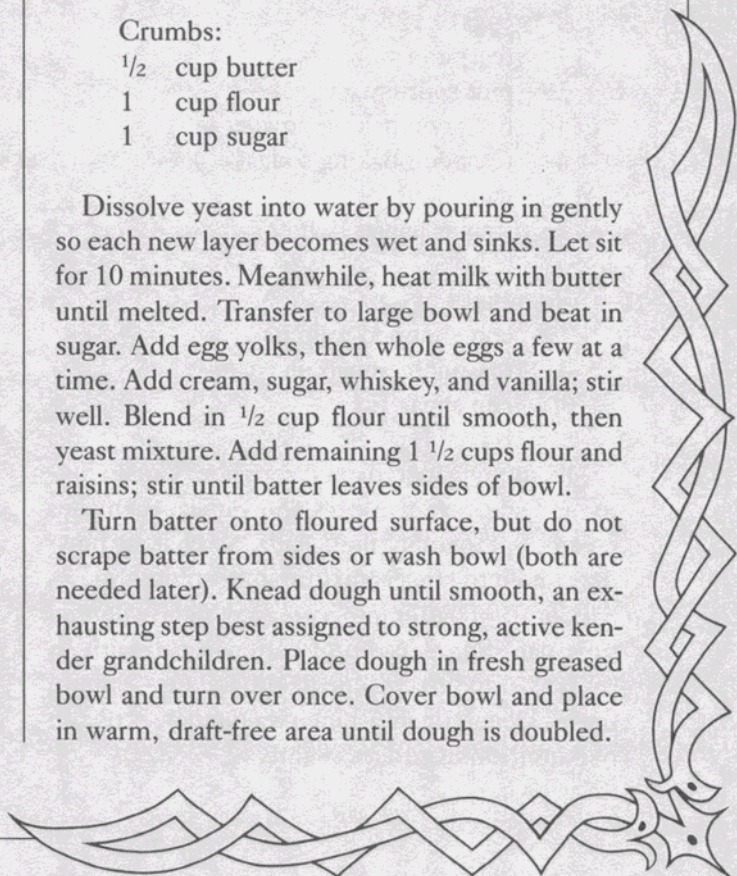 Crumbs:
1/2 cup butter
1 cup flour
1 cup sugar
Dissolve yeast into water by pouring in gently
so each new layer becomes wet and sinks. Let sit
for 10 minutes. Meanwhile, heat milk with butter
until melted. Transfer to large bowl and beat in
sugar. Add egg yolks, then whole eggs a few at a
time. Add cream, sugar, whiskey, and vanilla; stir
well. Blend in 1/2 cup flour until smooth, then
yeast mixture. Add remaining 1 1/2 cups flour and
raisins; stir until batter leaves sides of bowl.
Turn batter onto floured surface, but do not
scrape batter from sides or wash bowl (both are
needed later). Knead dough until smooth, an ex-
hausting step best assigned to strong, active ken-
der grandchildren. Place dough in fresh greased
bowl and turn over once. Cover bowl and place
in warm, draft-free area until dough is doubled.